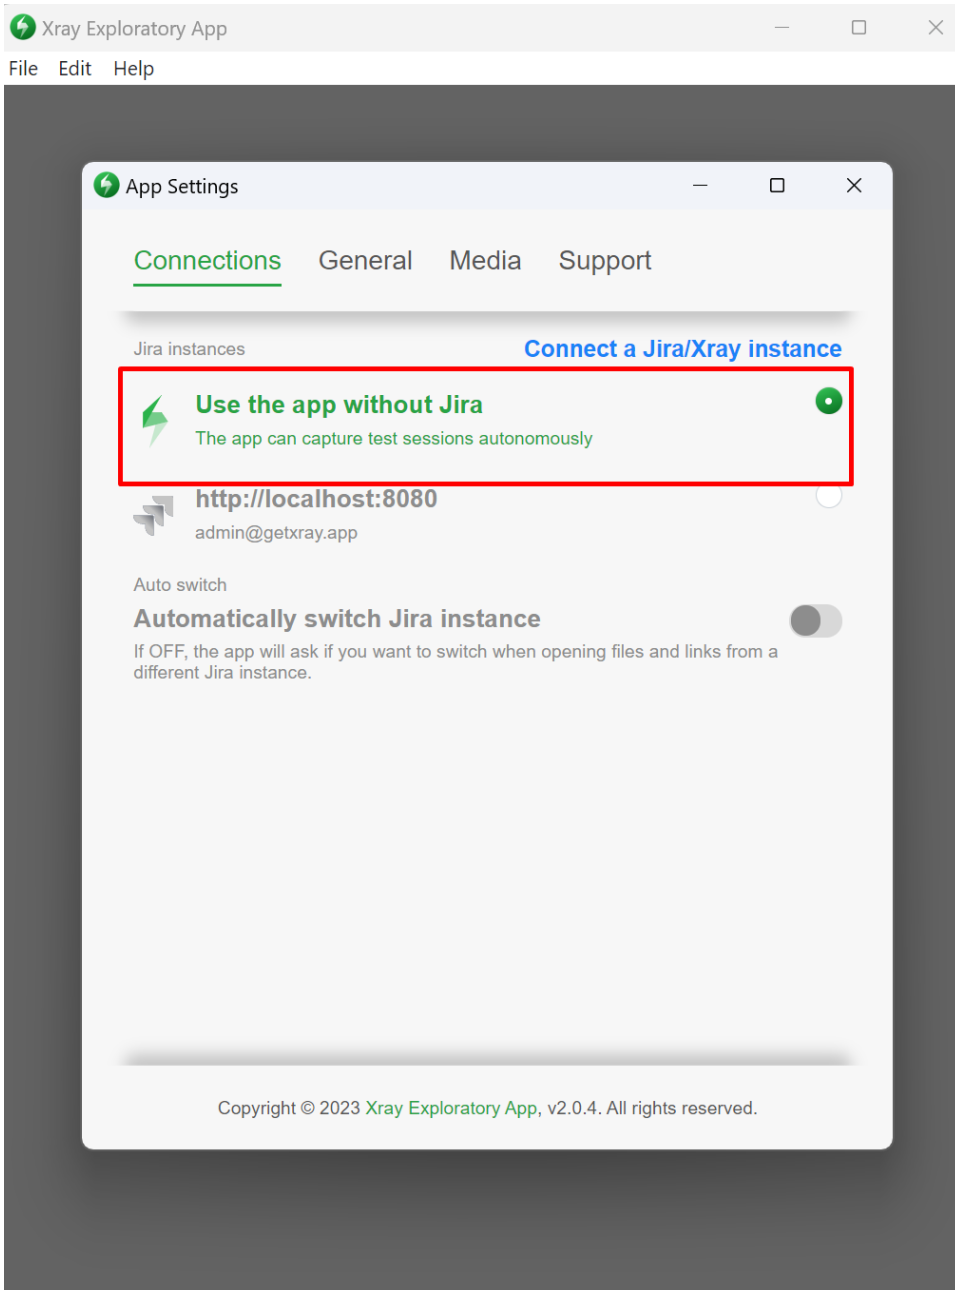 Xray Exploratory App
File Edit Help
App Settings
Connections General Media Support
Jira instances Connect a Jira/Xray instance
Use the app without Jira
The app can capture test sessions autonomously
http://localhost:8080
admin@getxray.app
Auto switch
Automatically switch Jira instance
If OFF, the app will ask if you want to switch when opening files and links from a
different Jira instance.
Copyright © 2023 Xray Exploratory App, v2.0.4. All rights reserved.